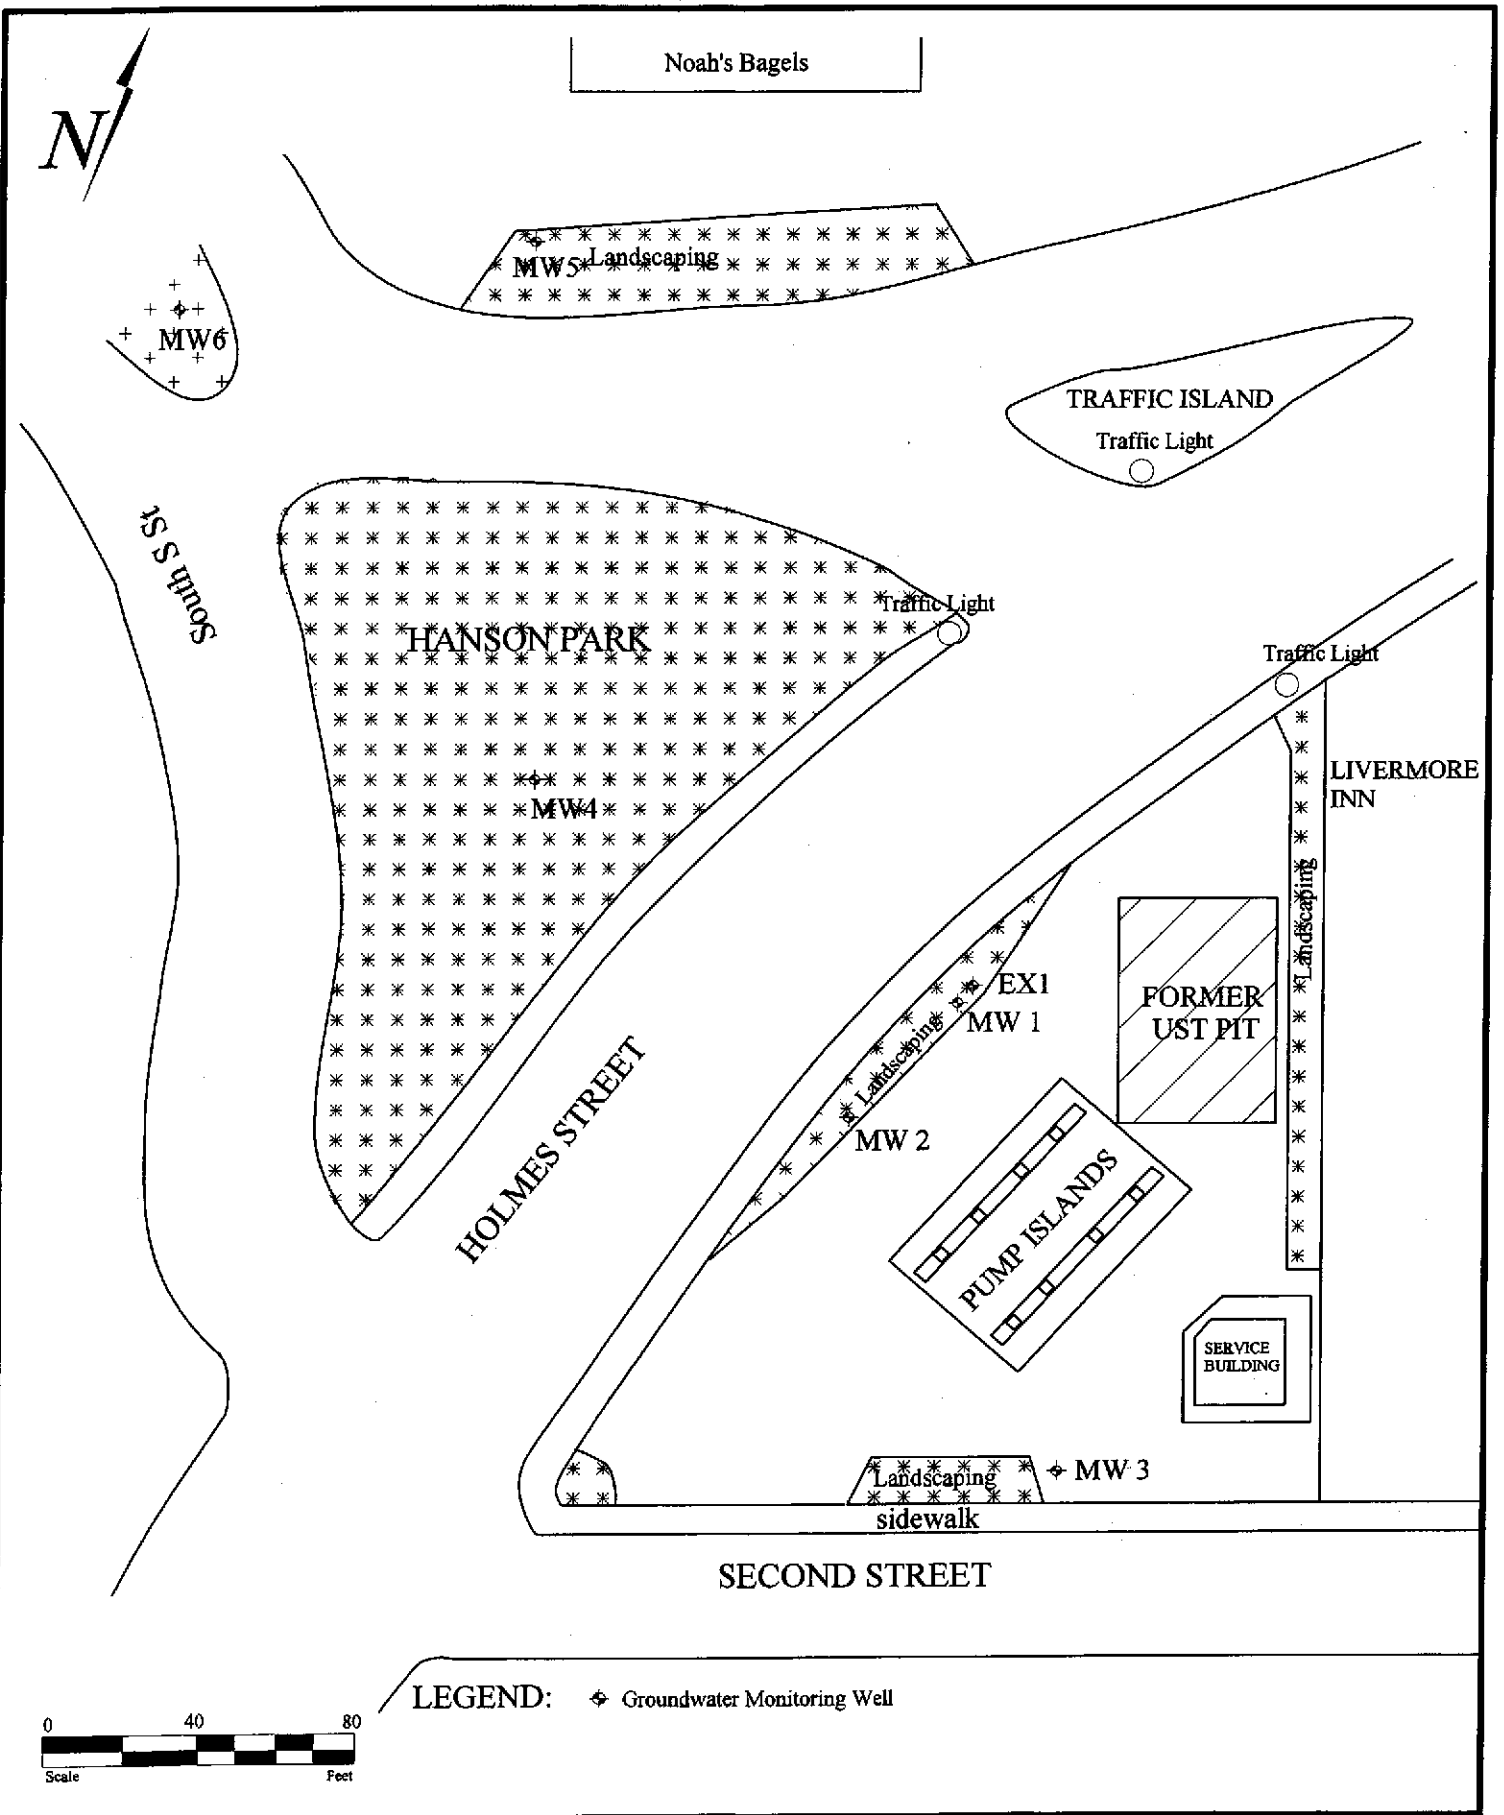 Noah's Bagels
N
MW5
Landscaping
MW6
TRAFFIC ISLAND
Traffic Light
South S St
Traffic Light
HANSON PARK
Traffic Light
LIVERMORE
INN
MW4
Landscaping
EX1
MW 1
FORMER
UST PIT
Landscaping
MW 2
HOLMES STREET
PUMP ISLANDS
SERVICE
BUILDING
Landscaping
MW 3
sidewalk
SECOND STREET
LEGEND: Groundwater Monitoring Well
0 40 80
Scale Feet